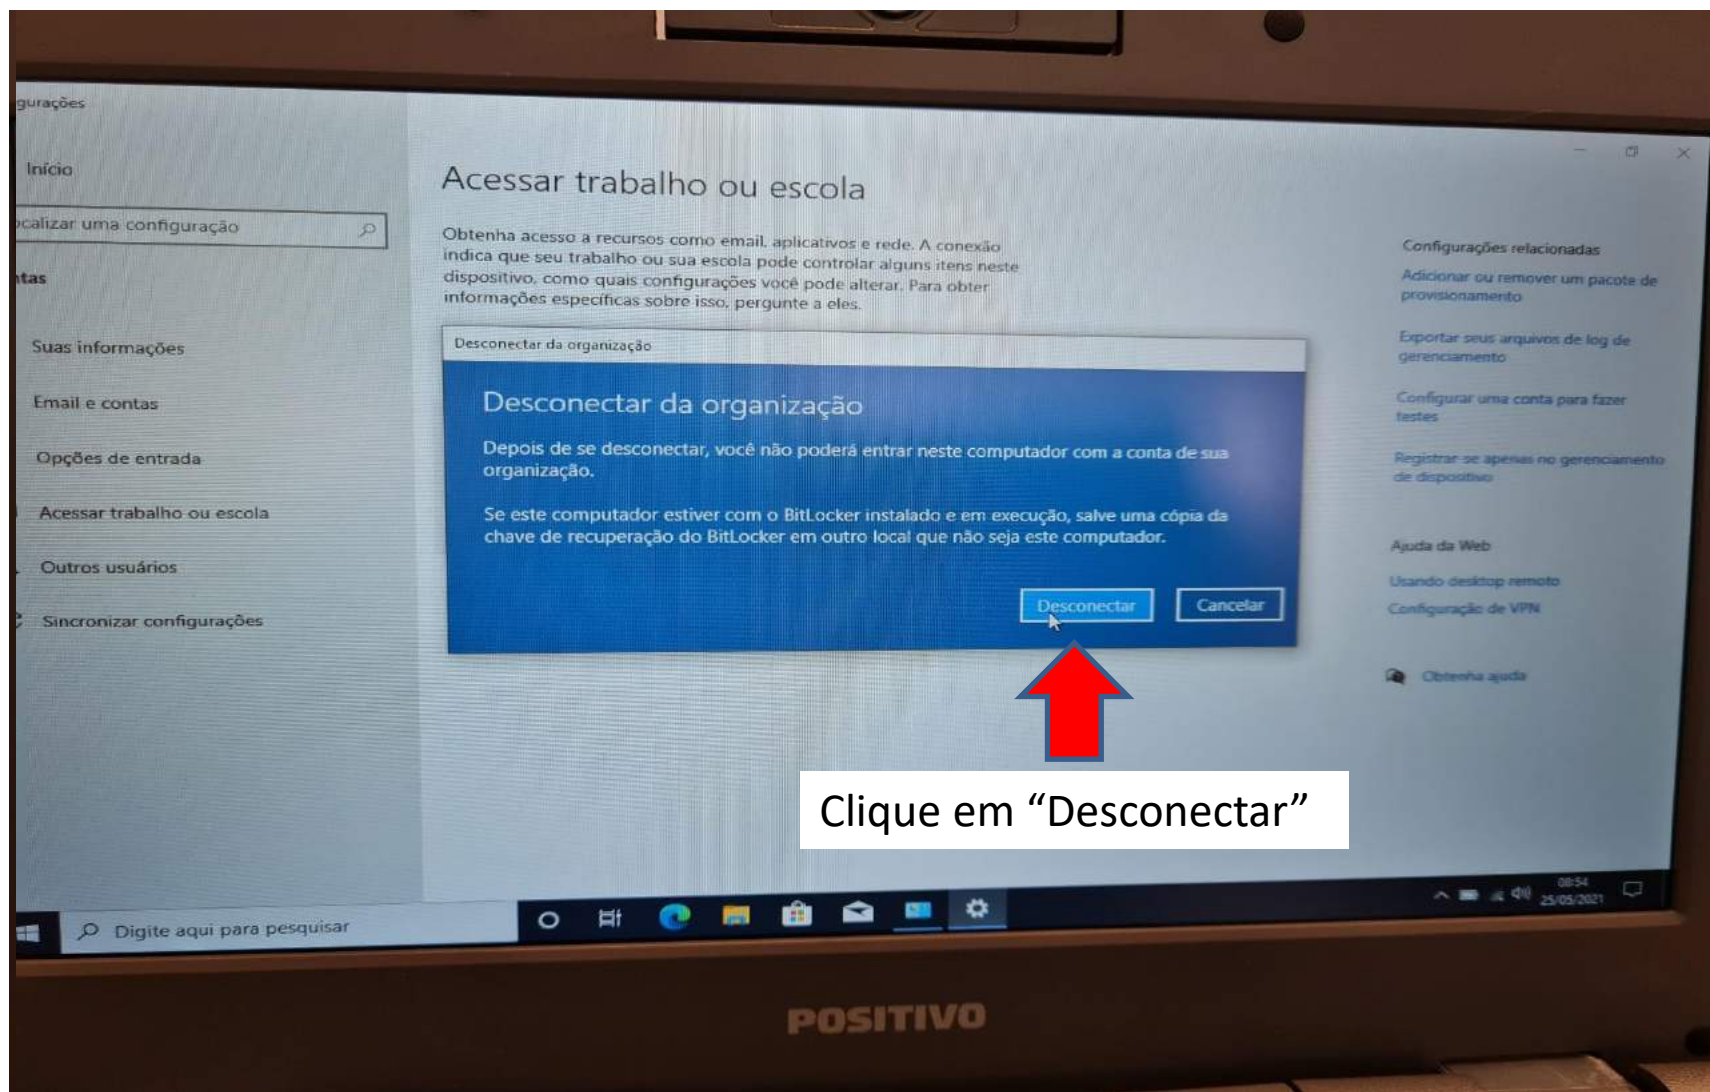 gurações
Início
ocalizar uma configuração
ntas
Suas informações
Email e contas
Opções de entrada
Acessar trabalho ou escola
Outros usuários
Sincronizar configurações
Acessar trabalho ou escola
Obtenha acesso a recursos como email, aplicativos e rede. A conexão
indica que seu trabalho ou sua escola pode controlar alguns itens neste
dispositivo, como quais configurações você pode alterar. Para obter
informações específicas sobre isso, pergunte a eles.
Desconectar da organização
Desconectar da organização
Depois de se desconectar, você não poderá entrar neste computador com a conta de sua
organização.
Se este computador estiver com o BitLocker instalado e em execução, salve uma cópia da
chave de recuperação do BitLocker em outro local que não seja este computador.
Desconectar
Cancelar
Configurações relacionadas
Adicionar ou remover um pacote de
provisionamento
Exportar seus arquivos de log de
gerenciamento
Configurar uma conta para fazer
testes
Registrar-se apenas no gerenciamento
de dispositivo
Ajuda da Web
Usando desktop remoto
Configuração de VPN
Obtenha ajuda
Clique em “Desconectar”
Digite aqui para pesquisar
08:54
25/05/2021
POSITIVO